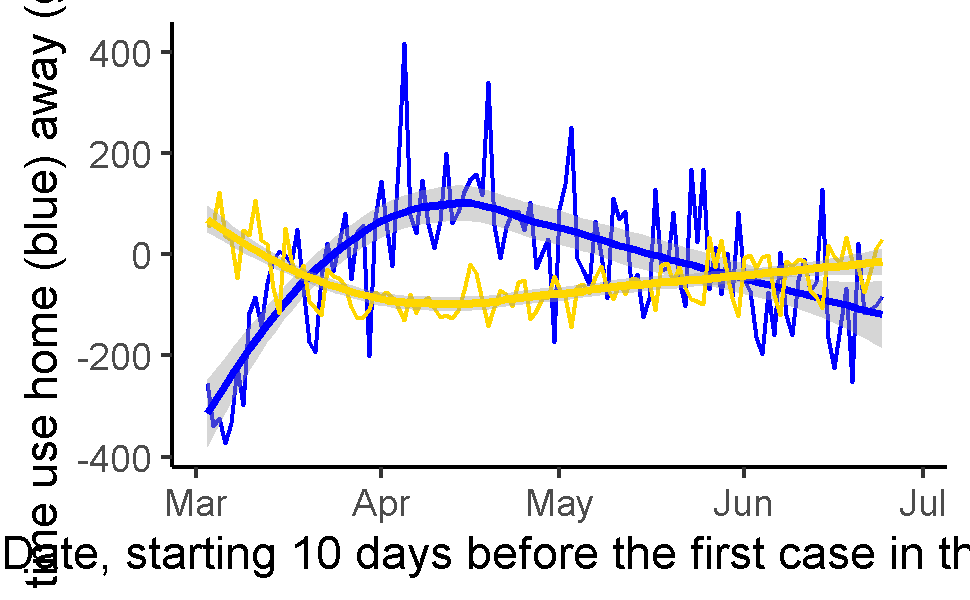 time use home (blue) away (g
400
200
0
-200
-400
Mar Apr May Jun Jul
Date, starting 10 days before the first case in th